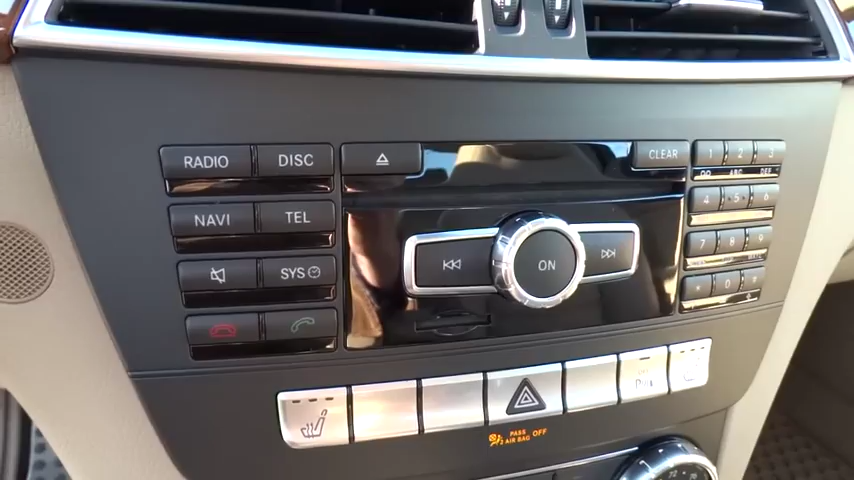 RADIO DISC CLEAR 1 2 3
ABC DEF
NAVI TEL 4 5 6
SYS ON 7 8 9
0
PASS
AIR BAG OFF
72